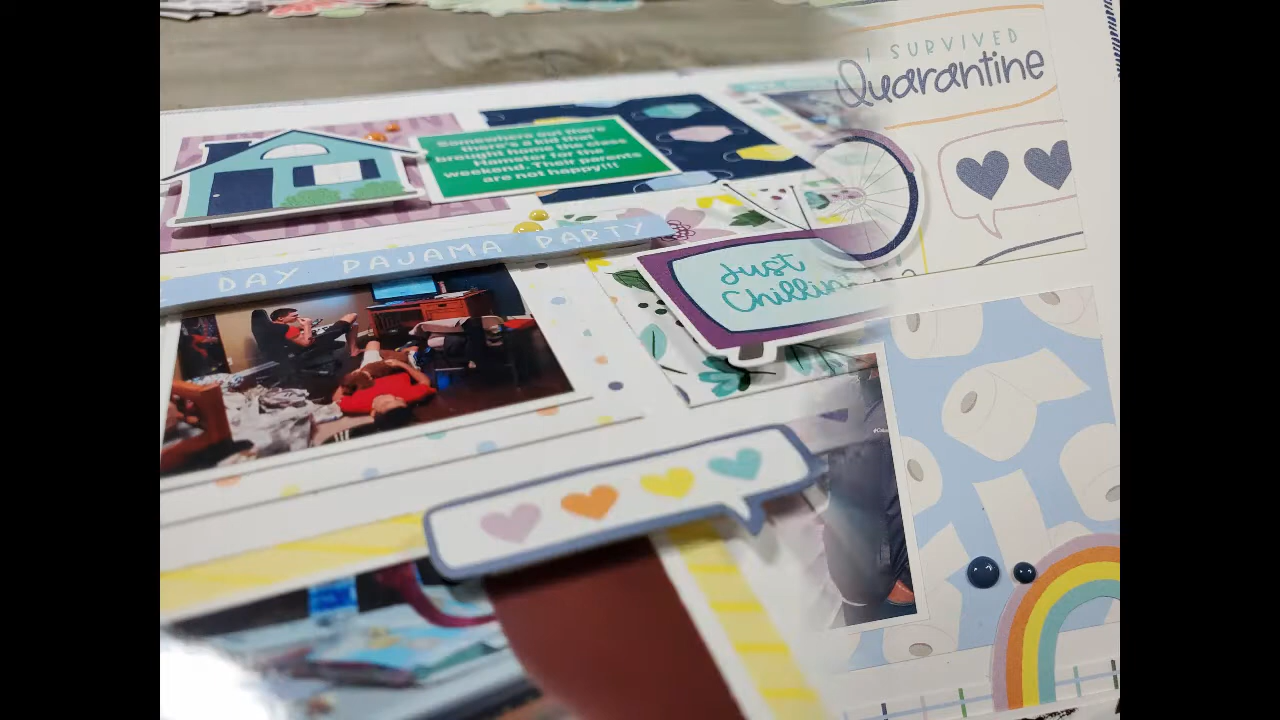 I SURVIVED
Quarantine
Somewhere out there
there's a kid that
brought home the class
Hamster for the
weekend. Their parents
are not happy!!!
DAY PAJAMA PARTY
Just
Chillin'